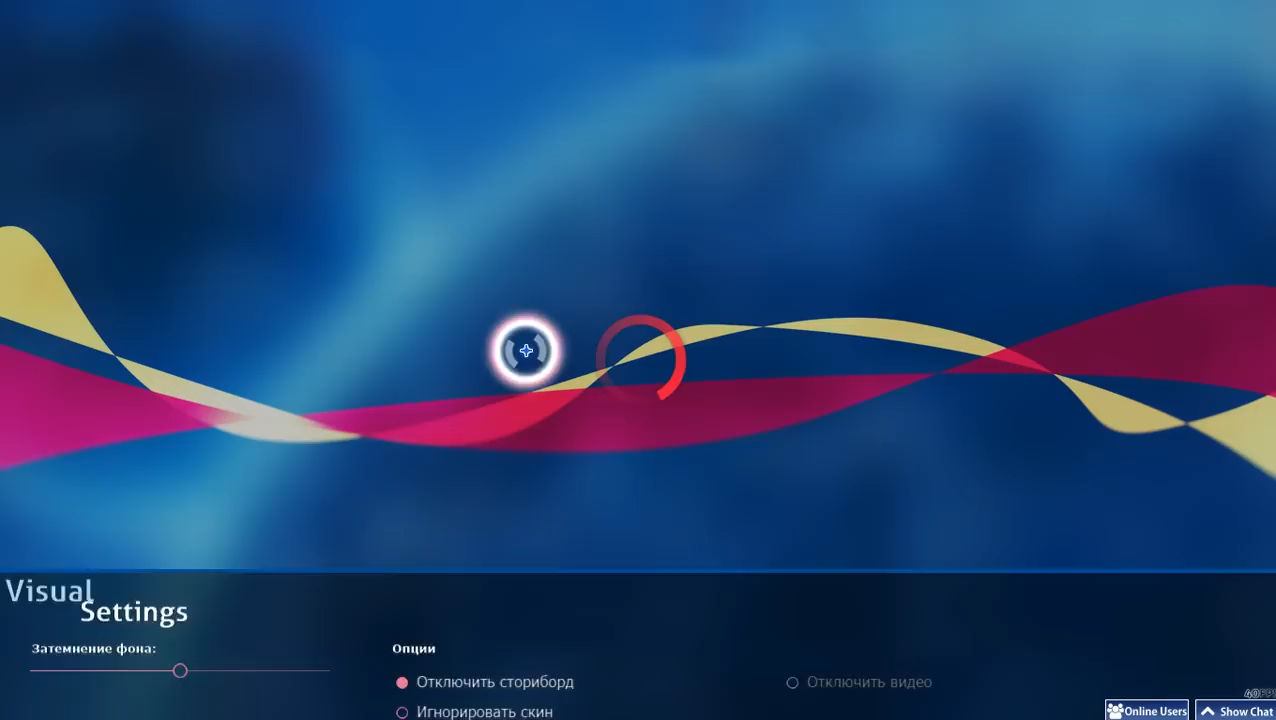 Visual
Settings
Затемнение фона:
Опции
Отключить сториборд
Отключить видео
Игнорировать скин
Online Users
Show Chat